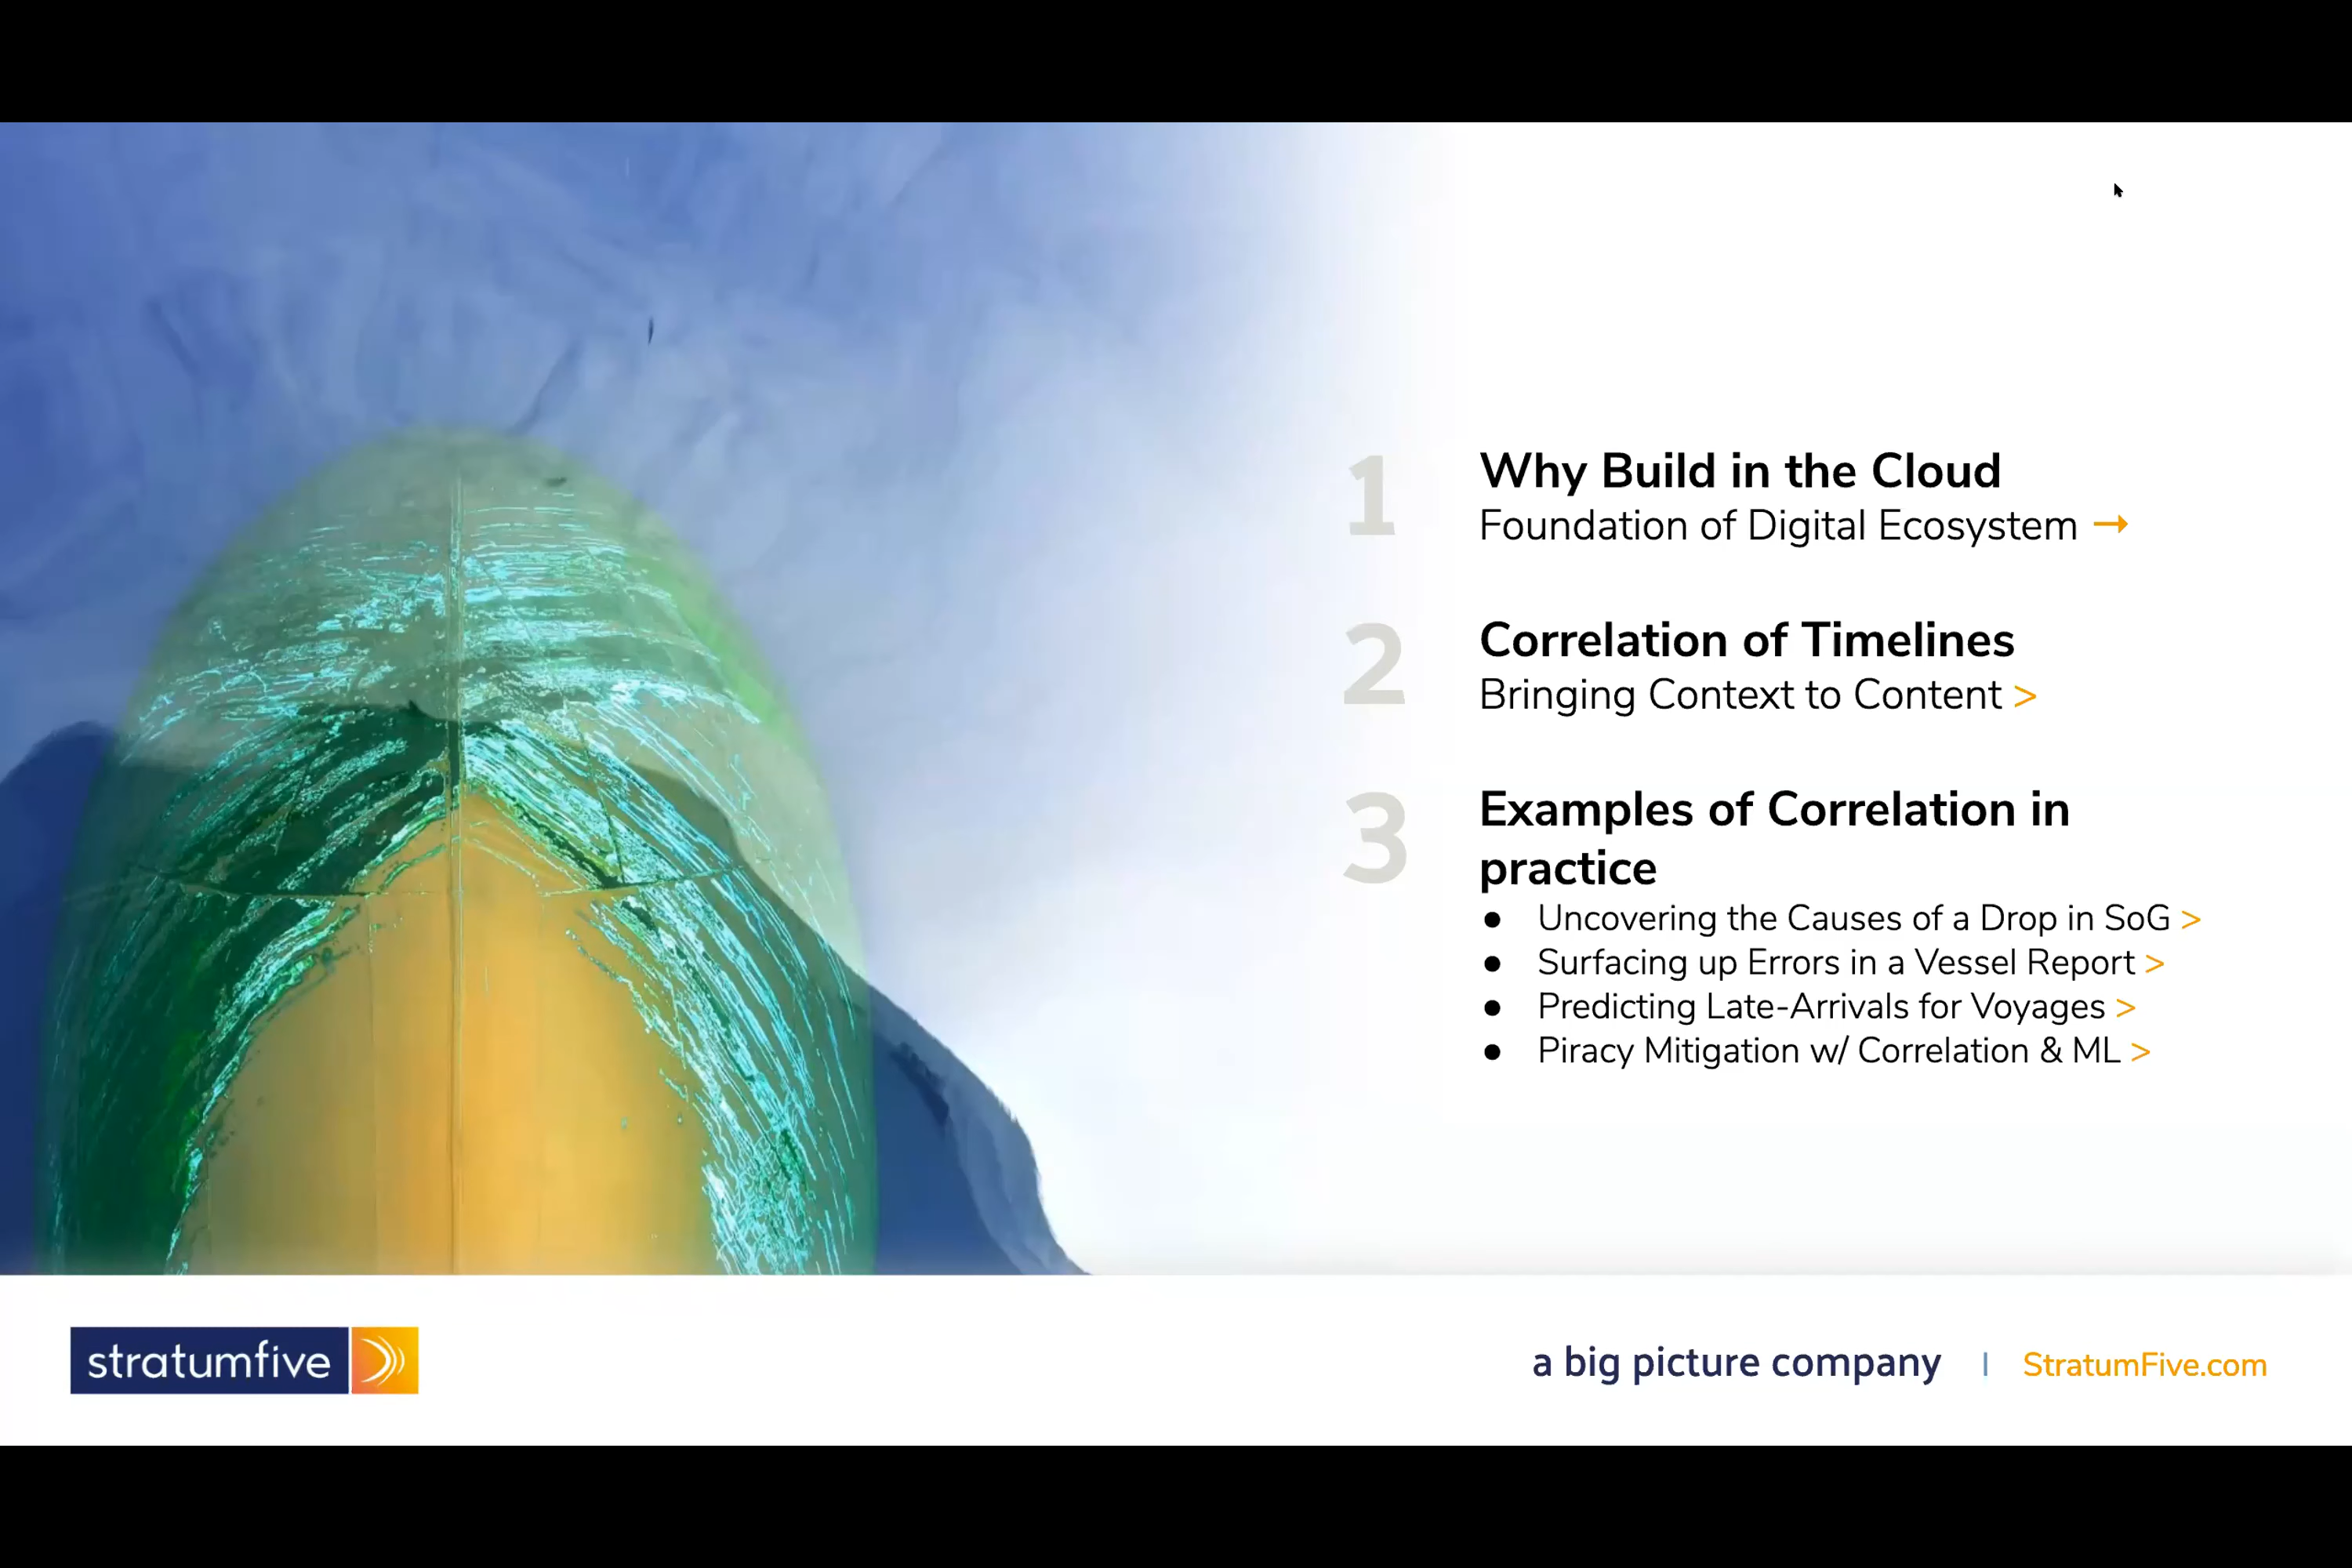 1
Why Build in the Cloud
Foundation of Digital Ecosystem →
2
Correlation of Timelines
Bringing Context to Content >
3
Examples of Correlation in
practice
● Uncovering the Causes of a Drop in SoG >
● Surfacing up Errors in a Vessel Report >
● Predicting Late-Arrivals for Voyages >
● Piracy Mitigation w/ Correlation & ML >
stratumfive
a big picture company | StratumFive.com